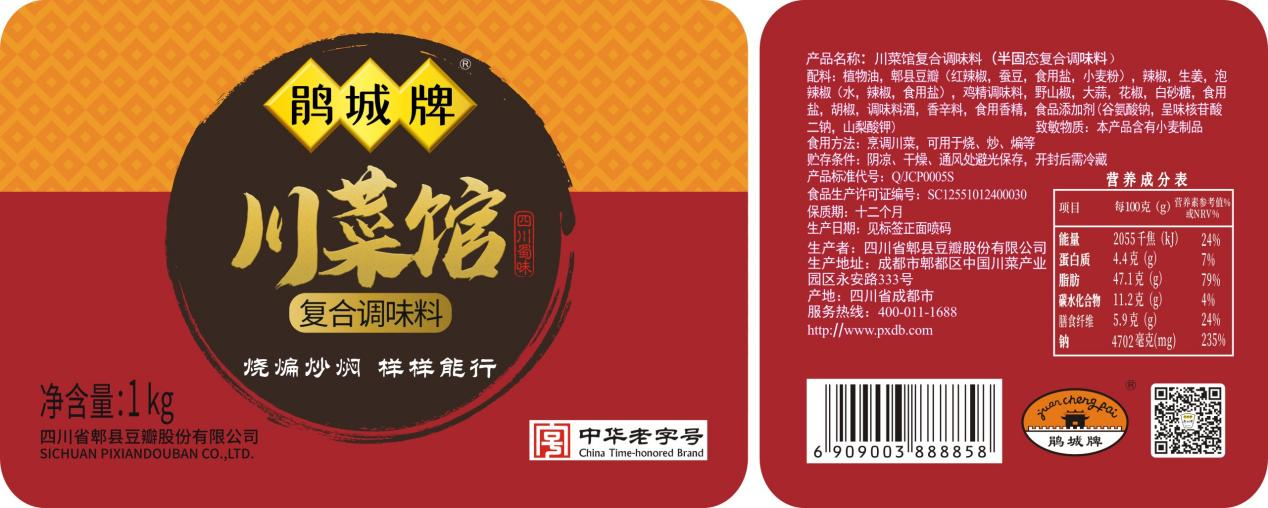 鹃城牌®
川菜馆
四川蜀味
复合调味料
烧煸炒焖 样样能行
净含量:1kg
四川省郫县豆瓣股份有限公司
SICHUAN PIXIANDOUBAN CO.,LTD.
中华老字号
China Time-honored Brand
产品名称：川菜馆复合调味料（半固态复合调味料）
配料：植物油，郫县豆瓣（红辣椒，蚕豆，食用盐，小麦粉），辣椒，生姜，泡
辣椒（水，辣椒，食用盐），鸡精调味料，野山椒，大蒜，花椒，白砂糖，食用
盐，胡椒，调味料酒，香辛料，食用香精，食品添加剂（谷氨酸钠，呈味核苷酸
二钠，山梨酸钾） 致敏物质：本产品含有小麦制品
食用方法：烹调川菜，可用于烧、炒、煸等
贮存条件：阴凉、干燥、通风处避光保存，开封后需冷藏
产品标准代号：Q/JCP0005S
食品生产许可证编号：SC12551012400030
保质期：十二个月
生产日期：见标签正面喷码
生产者：四川省郫县豆瓣股份有限公司
生产地址：成都市郫都区中国川菜产业
园区永安路333号
产地：四川省成都市
服务热线：400-011-1688
http://www.pxdb.com
营养成分表
项目 每100克（g） 营养素参考值%
或NRV%
能量 2055千焦（kJ） 24%
蛋白质 4.4克（g） 7%
脂肪 47.1克（g） 79%
碳水化合物 11.2克（g） 4%
膳食纤维 5.9克（g） 24%
钠 4702毫克(mg) 235%
6 909003 888858
juan cheng pai
®
鹃城牌